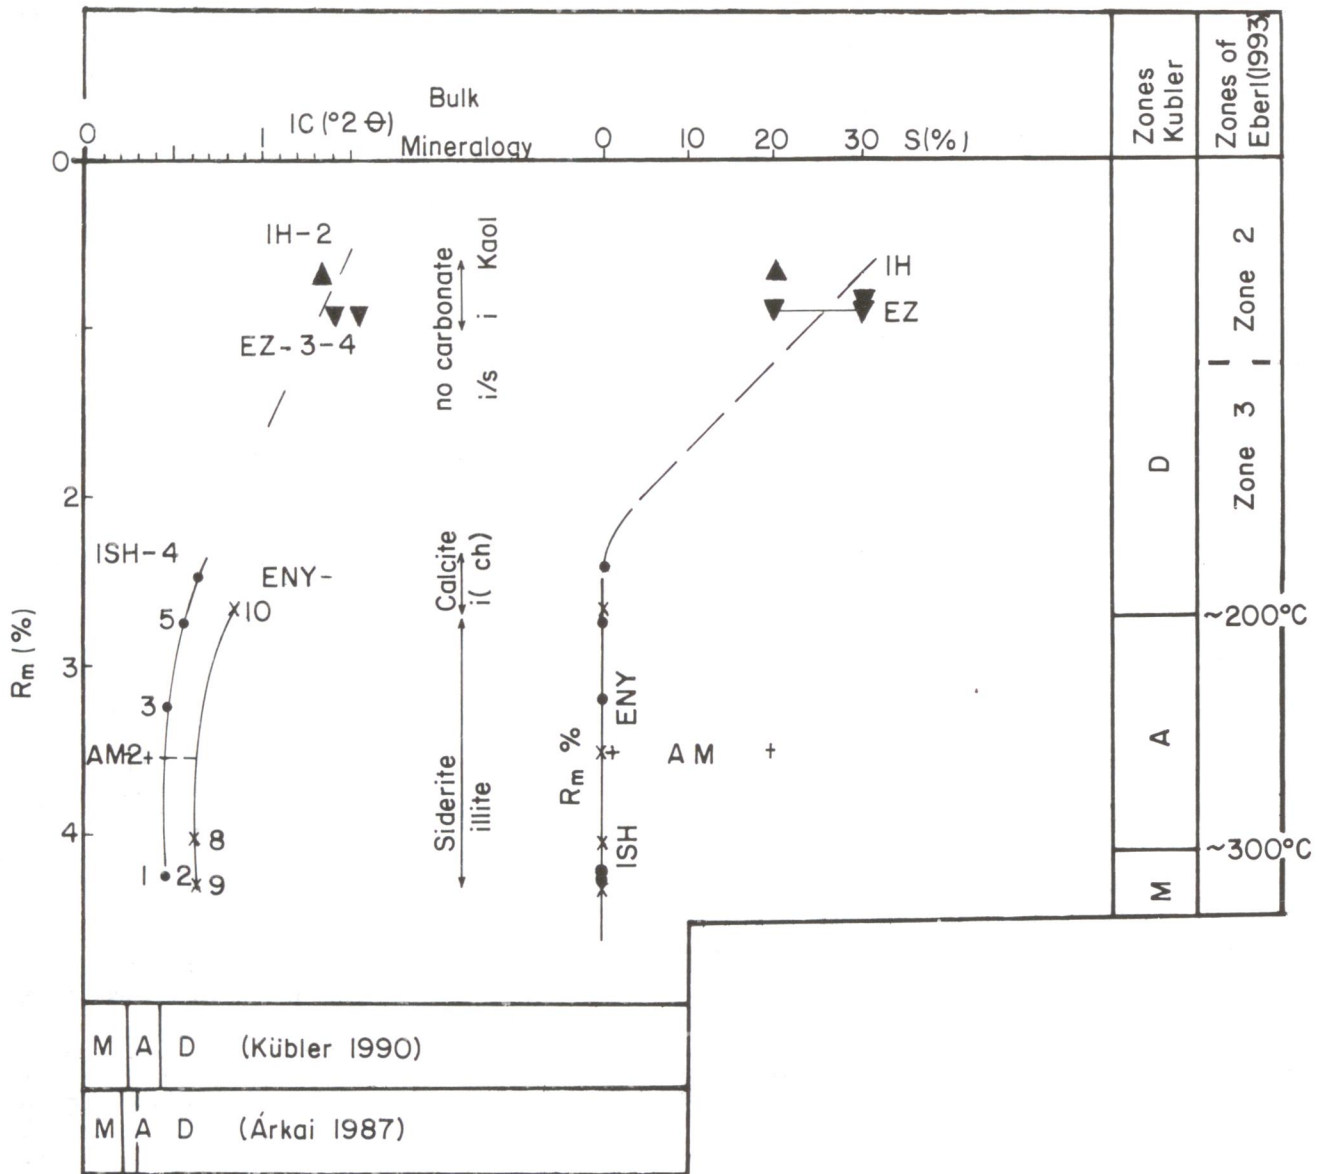 Zones Kubler
Zones of Eberl(1993)
Bulk Mineralogy
0 1 IC (°2 Θ)
0 10 20 30 S(%)
0
2
3
4
Rm (%)
IH-2
EZ-3-4
ISH-4
5
3
AM2+
1 2
ENY-
10
8
9
no carbonate
i/s i Kaol
Calcite
i( ch)
Siderite
illite
IH
EZ
ENY
Rm %
+ AM +
ISH
D
A
M
Zone 2
Zone 3
~200°C
~300°C
M A D (Kübler 1990)
M A D (Árkai 1987)